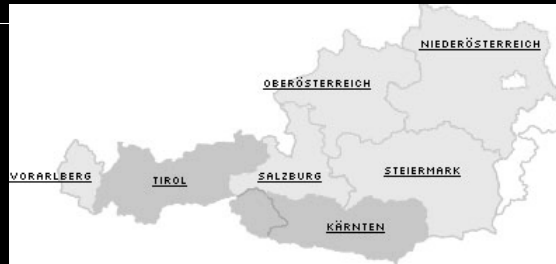 NIEDERÖSTERREICH
OBERÖSTERREICH
VORARLBERG
TIROL
SALZBURG
STEIERMARK
KÄRNTEN